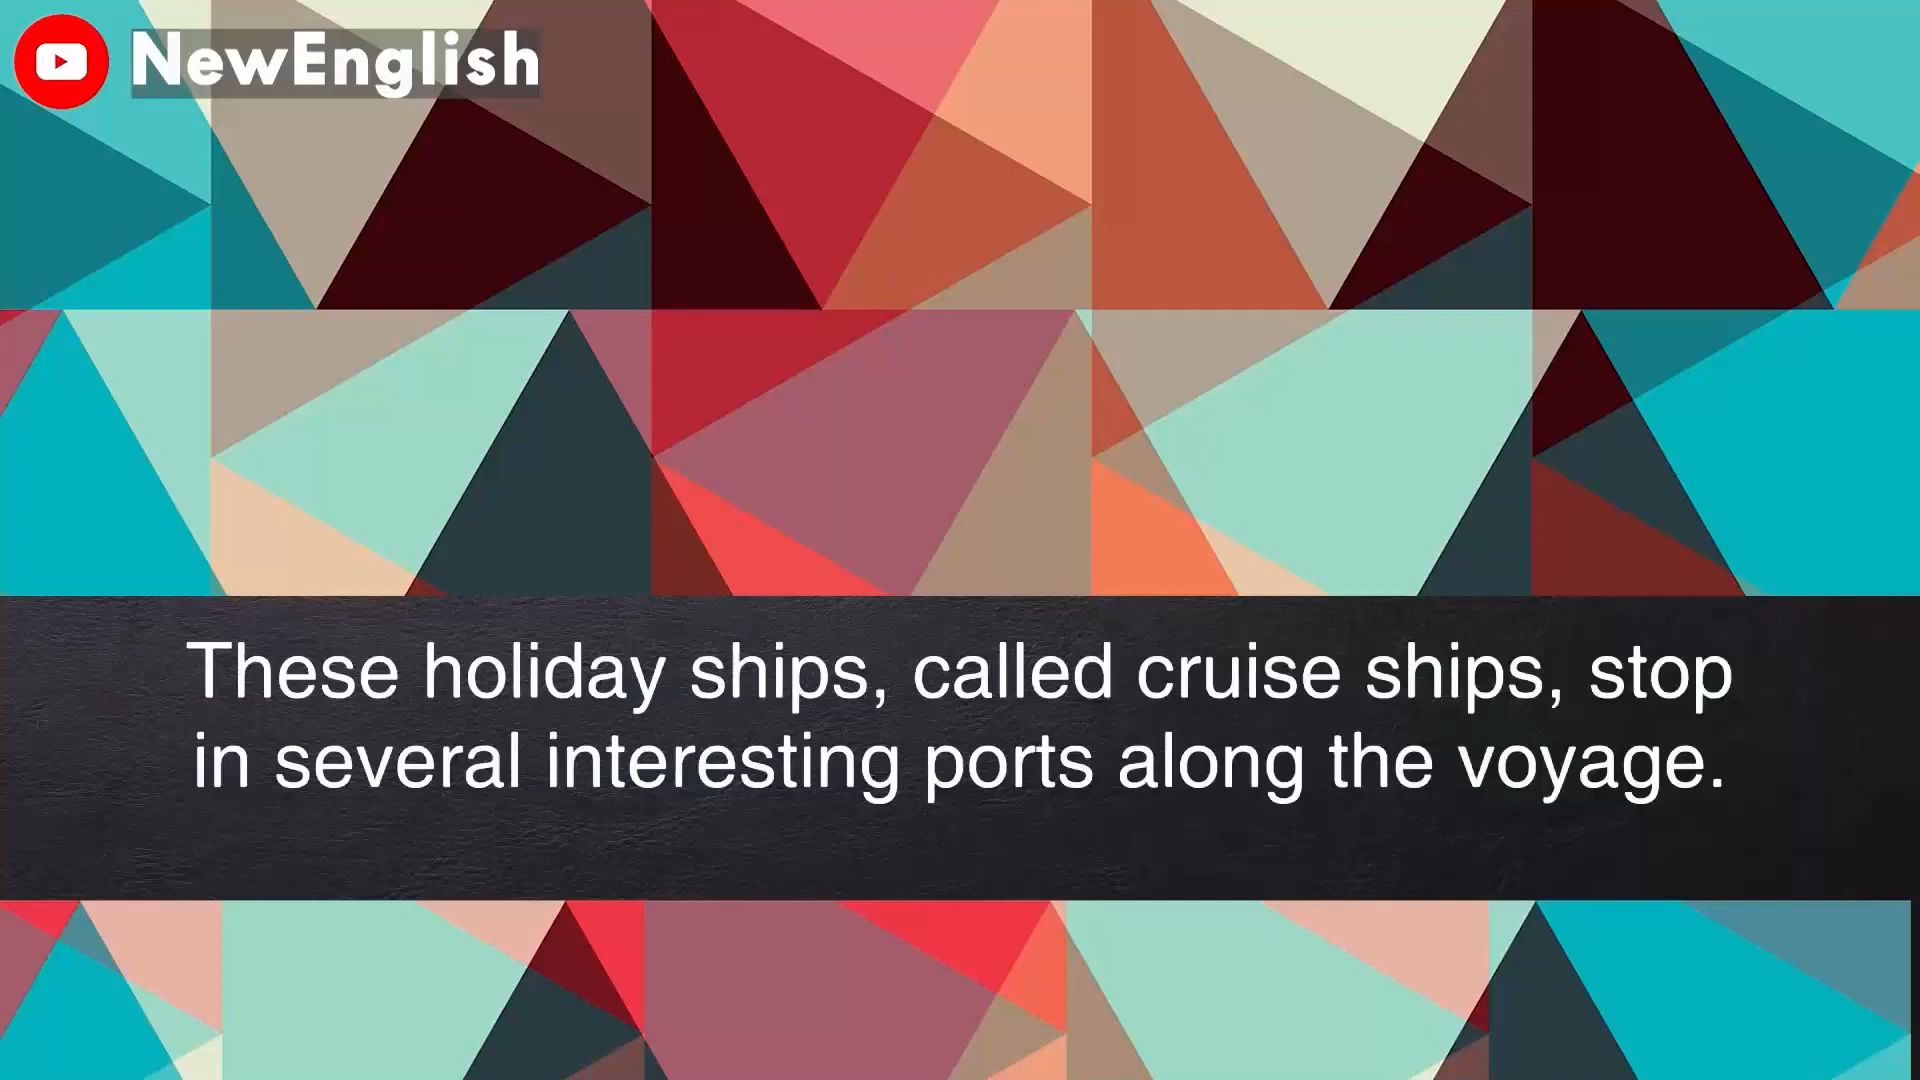 NewEnglish
These holiday ships, called cruise ships, stop
in several interesting ports along the voyage.